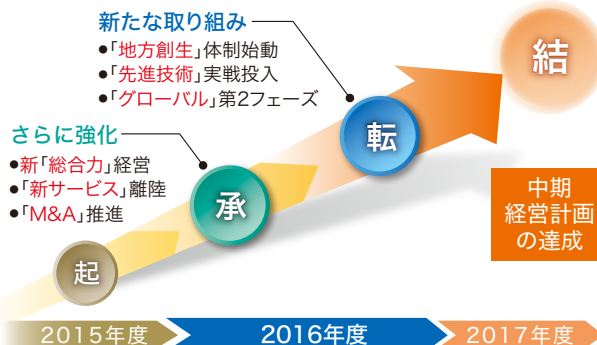 新たな取り組み
●「地方創生」体制始動
●「先進技術」実戦投入
●「グローバル」第2フェーズ
さらに強化
●新「総合力」経営
●「新サービス」離陸
●「M&A」推進
起
承
転
結
中期
経営計画
の達成
2015年度
2016年度
2017年度